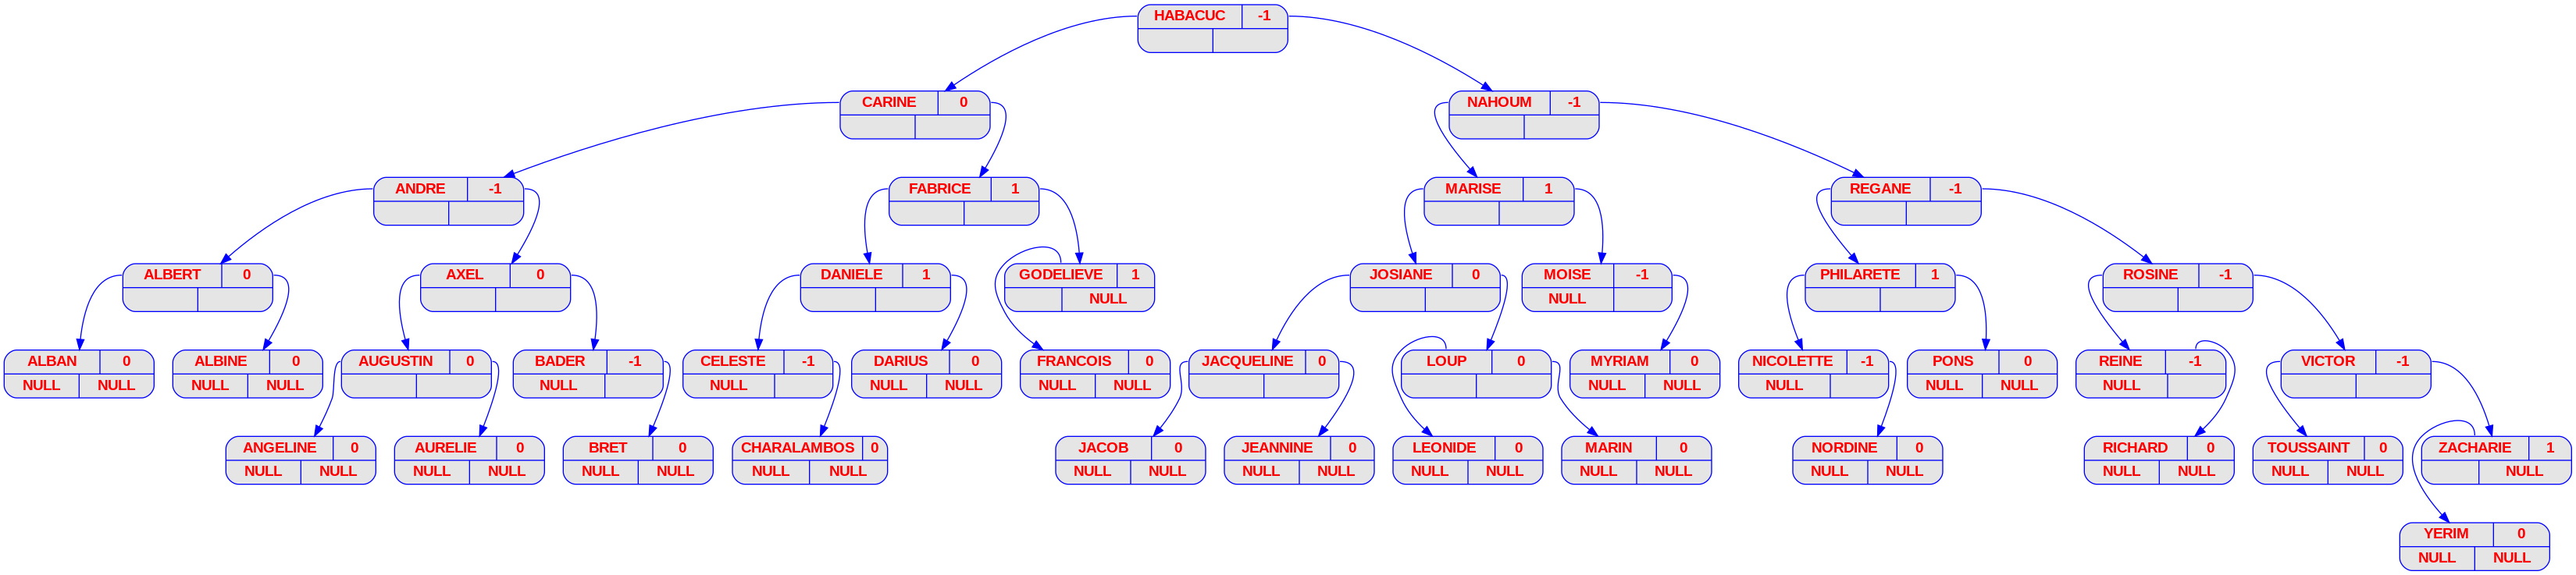 HABACUC -1
CARINE 0
NAHOUM -1
ANDRE -1
FABRICE 1
MARISE 1
REGANE -1
ALBERT 0
AXEL 0
DANIELE 1
GODELIEVE 1
NULL
JOSIANE 0
MOISE -1
NULL
PHILARETE 1
ROSINE -1
ALBAN 0
NULL NULL
ALBINE 0
NULL NULL
AUGUSTIN 0
BADER -1
NULL
CELESTE -1
NULL
DARIUS 0
NULL NULL
FRANCOIS 0
NULL NULL
JACQUELINE 0
LOUP 0
MYRIAM 0
NULL NULL
NICOLETTE -1
NULL
PONS 0
NULL NULL
REINE -1
NULL
VICTOR -1
ANGELINE 0
NULL NULL
AURELIE 0
NULL NULL
BRET 0
NULL NULL
CHARALAMBOS 0
NULL NULL
JACOB 0
NULL NULL
JEANNINE 0
NULL NULL
LEONIDE 0
NULL NULL
MARIN 0
NULL NULL
NORDINE 0
NULL NULL
RICHARD 0
NULL NULL
TOUSSAINT 0
NULL NULL
ZACHARIE 1
NULL
YERIM 0
NULL NULL